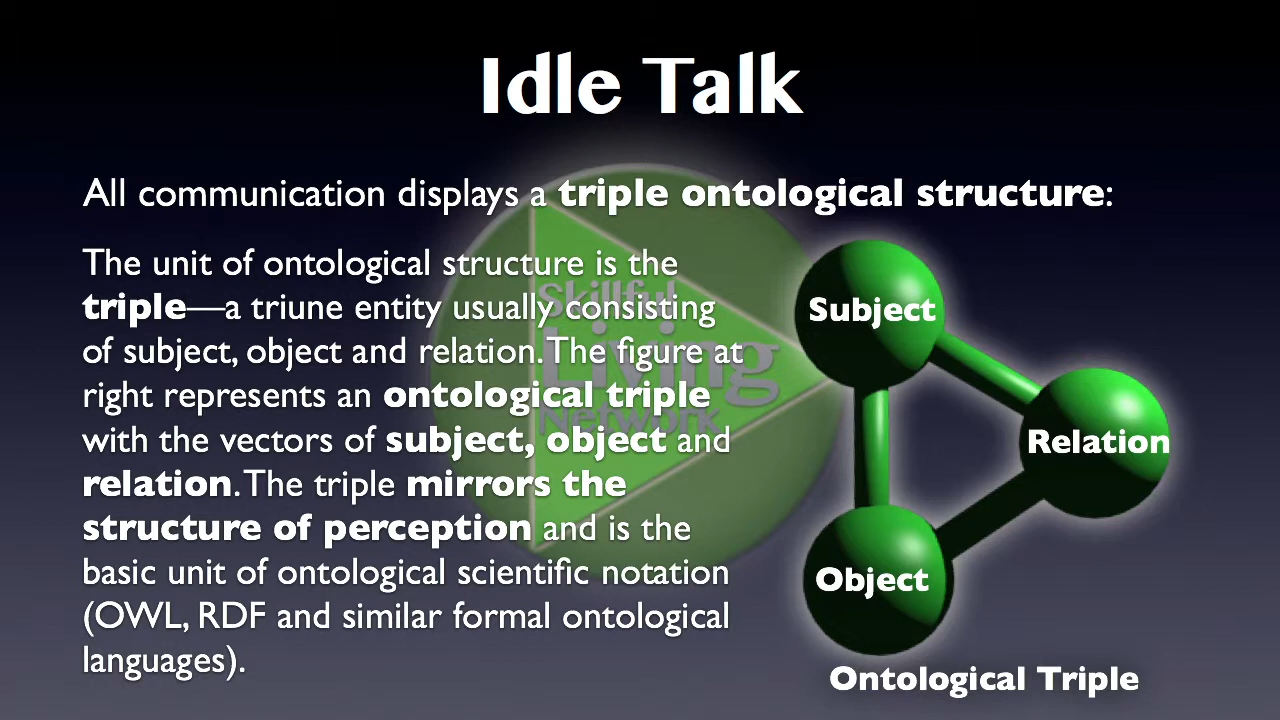 Idle Talk
All communication displays a triple ontological structure:
The unit of ontological structure is the
triple—a triune entity usually consisting
of subject, object and relation. The figure at
right represents an ontological triple
with the vectors of subject, object and
relation. The triple mirrors the
structure of perception and is the
basic unit of ontological scientific notation
(OWL, RDF and similar formal ontological
languages).
Subject
Relation
Object
Ontological Triple
Skillful
Living
Network